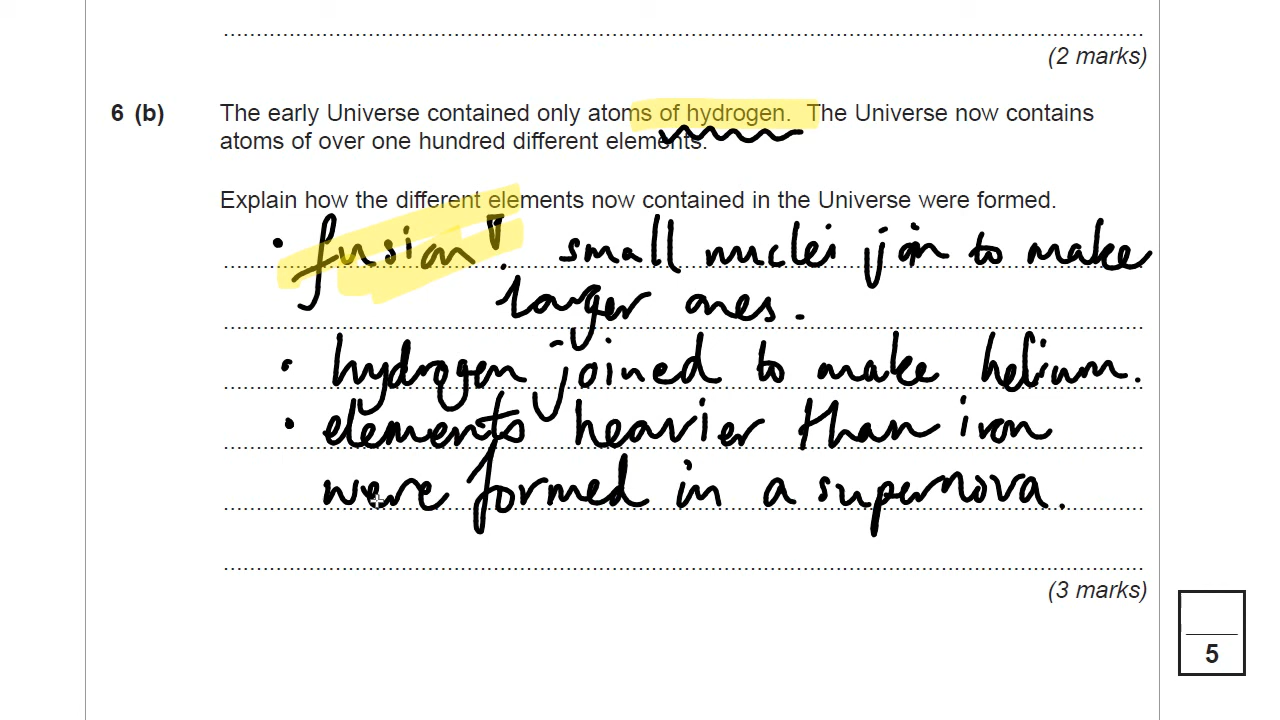 (2 marks)
6 (b) The early Universe contained only atoms of hydrogen. The Universe now contains
atoms of over one hundred different elements.
Explain how the different elements now contained in the Universe were formed.
• fusion! small nuclei join to make
larger ones.
• hydrogen joined to make helium.
• elements heavier than iron
were formed in a supernova.
(3 marks)
5